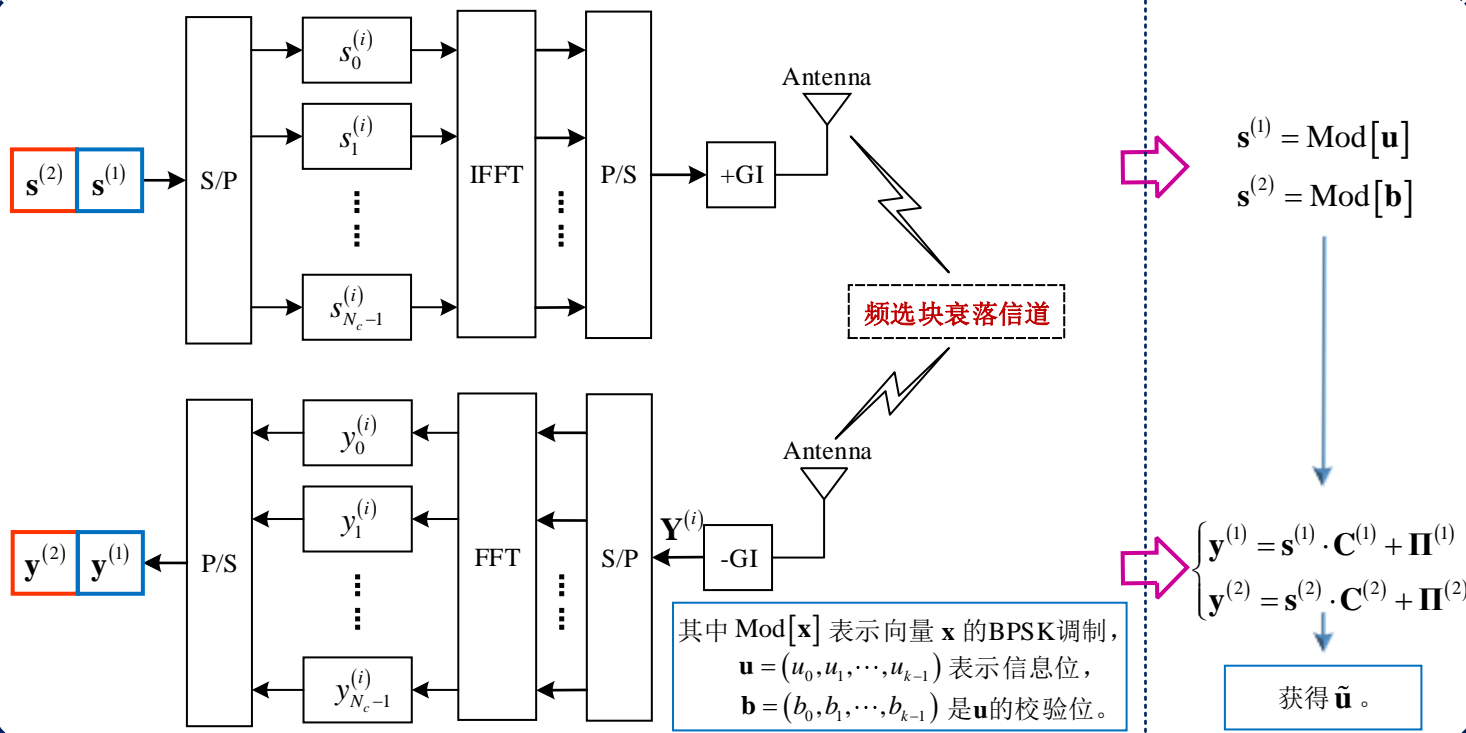 s^{(2)} s^{(1)}
S/P
s_0^{(i)}
s_1^{(i)}
s_{N_c-1}^{(i)}
IFFT
P/S
+GI
Antenna
频选块衰落信道
Antenna
-GI
Y^{(i)}
S/P
FFT
y_0^{(i)}
y_1^{(i)}
y_{N_c-1}^{(i)}
P/S
y^{(2)} y^{(1)}
其中 Mod[x] 表示向量 x 的BPSK调制，
u = (u_0, u_1, ⋯, u_{k-1}) 表示信息位，
b = (b_0, b_1, ⋯, b_{k-1}) 是u的校验位。
s^{(1)} = Mod[u]
s^{(2)} = Mod[b]
y^{(1)} = s^{(1)} · C^{(1)} + Π^{(1)}
y^{(2)} = s^{(2)} · C^{(2)} + Π^{(2)}
获得 ũ 。